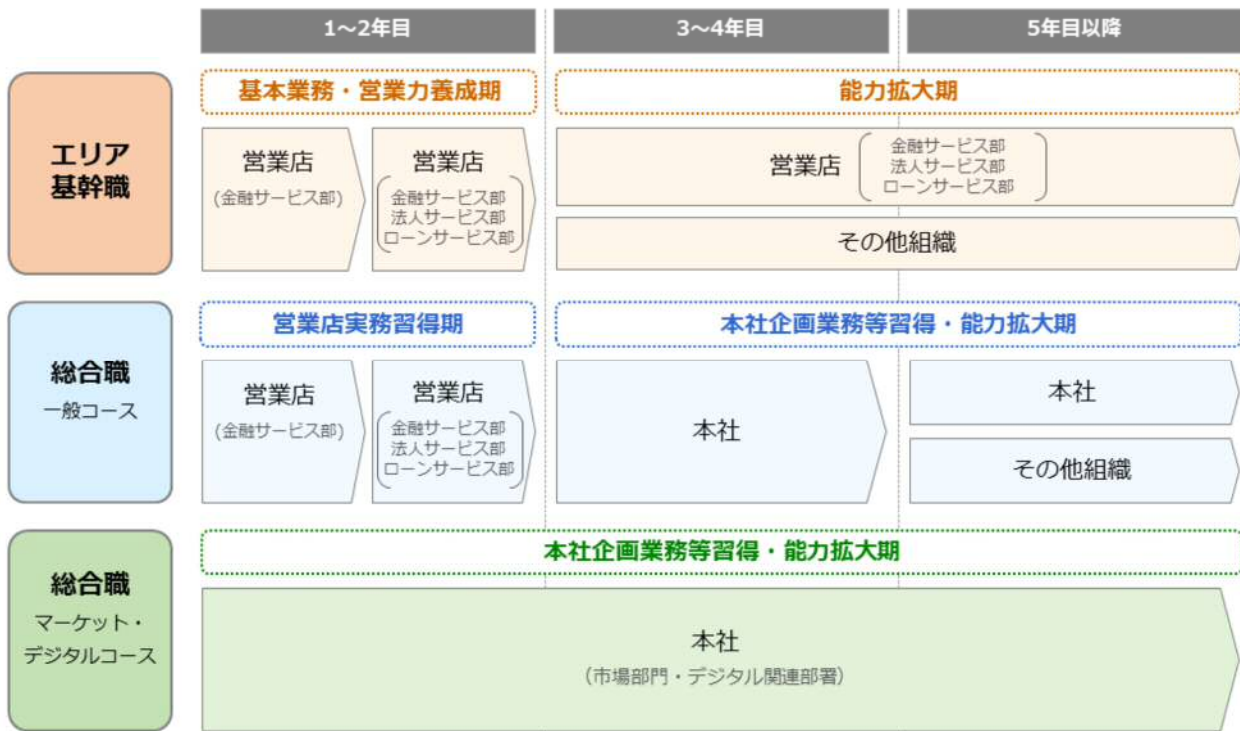 1～2年目
3～4年目
5年目以降
エリア
基幹職
基本業務・営業力養成期
能力拡大期
営業店
(金融サービス部)
営業店
金融サービス部
法人サービス部
ローンサービス部
営業店
金融サービス部
法人サービス部
ローンサービス部
その他組織
総合職
一般コース
営業店実務習得期
本社企画業務等習得・能力拡大期
営業店
(金融サービス部)
営業店
金融サービス部
法人サービス部
ローンサービス部
本社
本社
その他組織
総合職
マーケット・
デジタルコース
本社企画業務等習得・能力拡大期
本社
（市場部門・デジタル関連部署）